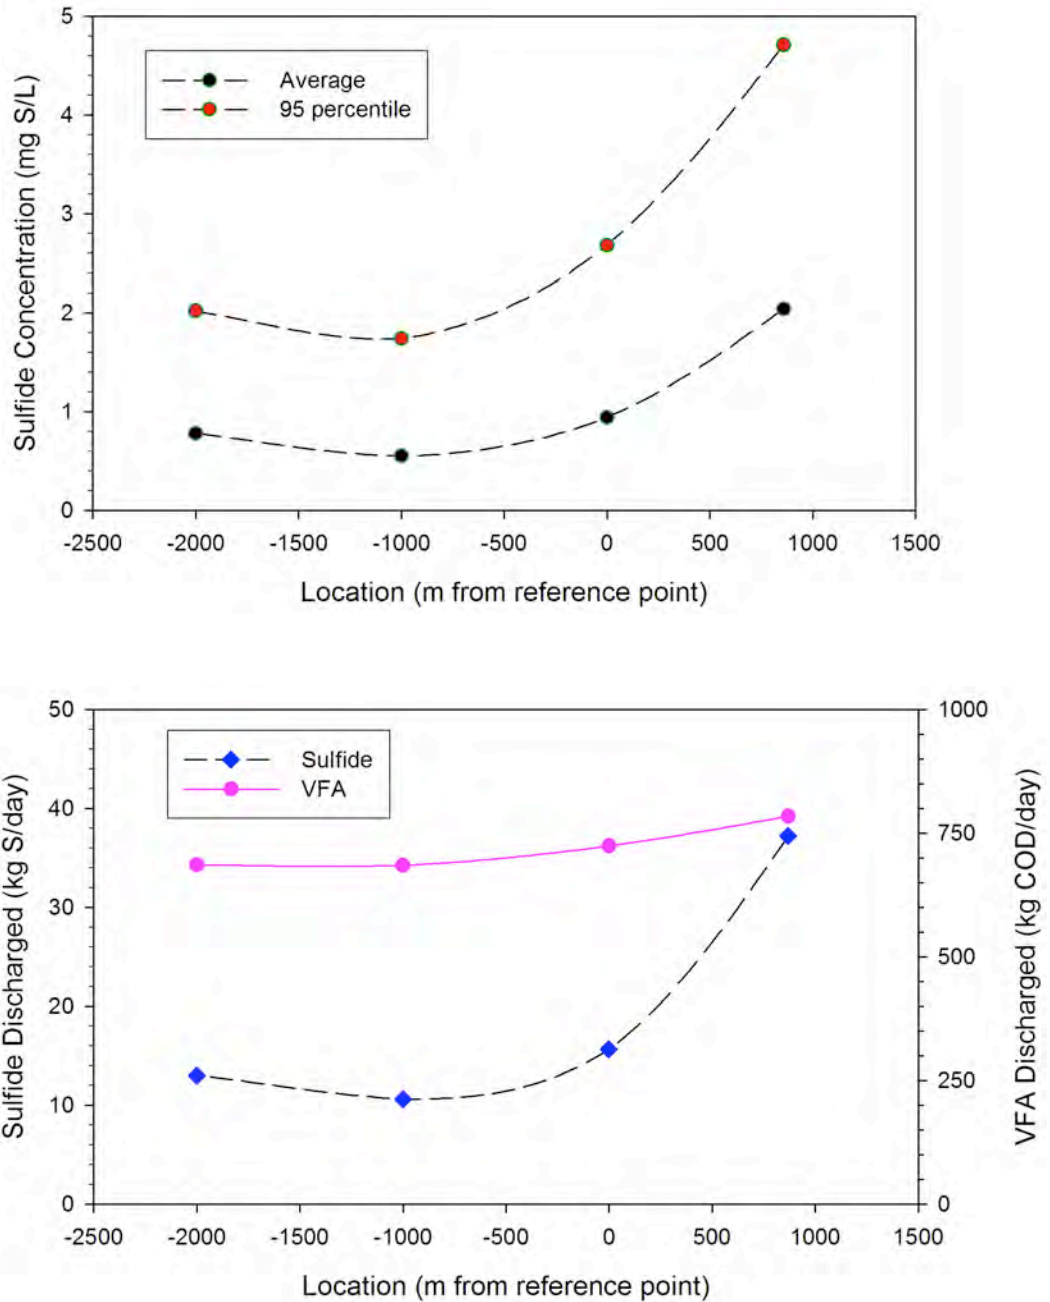 Sulfide Concentration (mg S/L)
5
4
3
2
1
0
Average
95 percentile
-2500 -2000 -1500 -1000 -500 0 500 1000 1500
Location (m from reference point)
Sulfide Discharged (kg S/day)
50
40
30
20
10
0
Sulfide
VFA
1000
750
500
250
0
VFA Discharged (kg COD/day)
-2500 -2000 -1500 -1000 -500 0 500 1000 1500
Location (m from reference point)